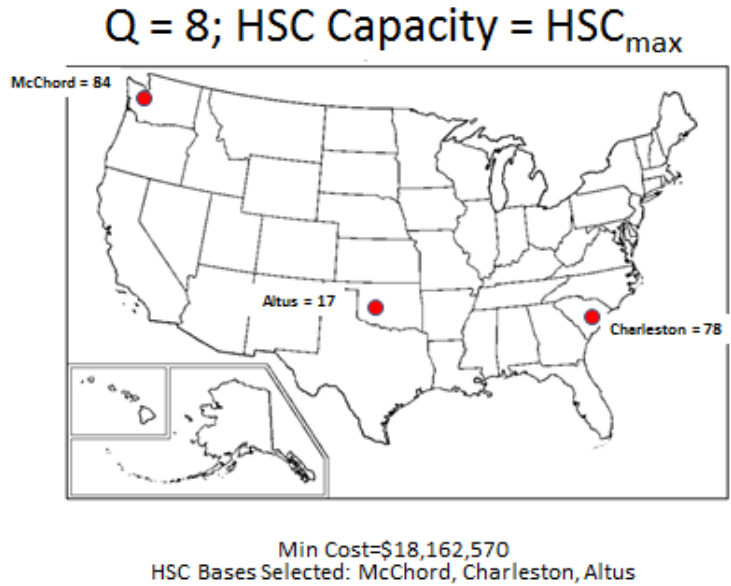 Q = 8; HSC Capacity = HSCmax
McChord = 84
Altus = 17
Charleston = 78
Min Cost=$18,162,570
HSC Bases Selected: McChord, Charleston, Altus